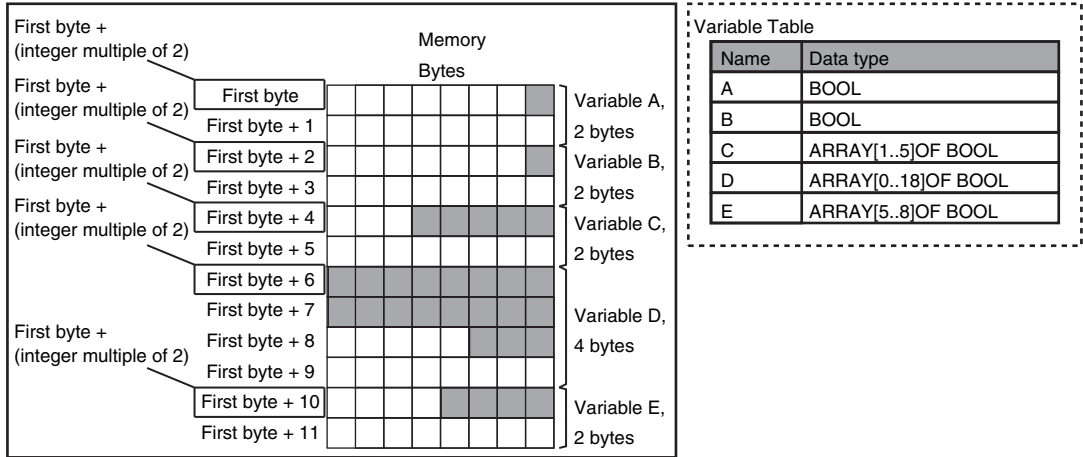 First byte +
(integer multiple of 2)
First byte +
(integer multiple of 2)
First byte +
(integer multiple of 2)
First byte +
(integer multiple of 2)
First byte +
(integer multiple of 2)
Memory
Bytes
First byte
First byte + 1
First byte + 2
First byte + 3
First byte + 4
First byte + 5
First byte + 6
First byte + 7
First byte + 8
First byte + 9
First byte + 10
First byte + 11
Variable A,
2 bytes
Variable B,
2 bytes
Variable C,
2 bytes
Variable D,
4 bytes
Variable E,
2 bytes
Variable Table
Name Data type
A BOOL
B BOOL
C ARRAY[1..5]OF BOOL
D ARRAY[0..18]OF BOOL
E ARRAY[5..8]OF BOOL